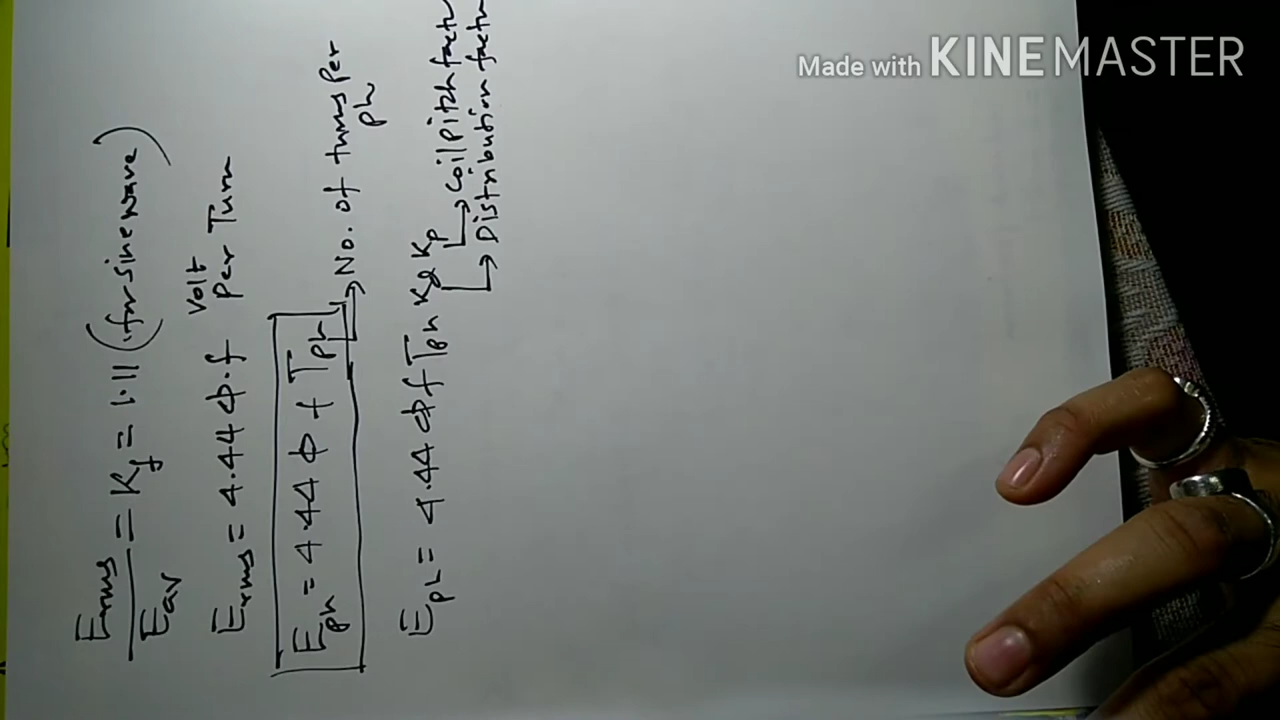 Made with KINEMASTER
Erms / Eav = Kf = 1.11 (for sine wave)
Erms = 4.44 ϕ.f volt per Turn
Eph = 4.44 ϕ f Tph → No. of turns per ph
Eph = 4.44 ϕ f Tph Kd Kp
→ Coil pitch factor
→ Distribution factor